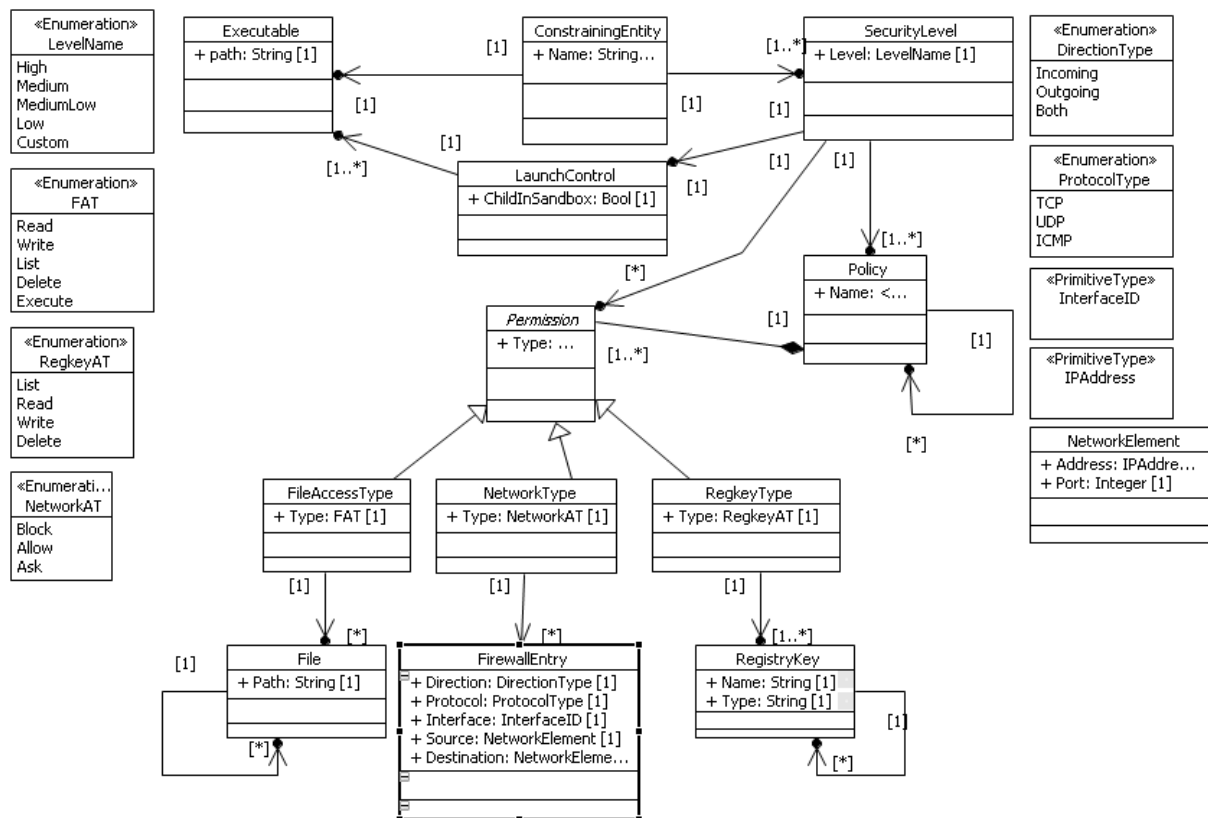 «Enumeration»
LevelName
High
Medium
MediumLow
Low
Custom
«Enumeration»
FAT
Read
Write
List
Delete
Execute
«Enumeration»
RegkeyAT
List
Read
Write
Delete
«Enumerati...
NetworkAT
Block
Allow
Ask
Executable
+ path: String [1]
[1]
[1]
ConstrainingEntity
+ Name: String...
[1..*]
[1]
SecurityLevel
+ Level: LevelName [1]
[1]
[1]
[1]
[1]
[1..*]
LaunchControl
+ ChildInSandbox: Bool [1]
[1]
[*]
[1..*]
Policy
+ Name: <...
[1]
[1]
[*]
Permission
+ Type: ...
[1..*]
FileAccessType
+ Type: FAT [1]
NetworkType
+ Type: NetworkAT [1]
RegkeyType
+ Type: RegkeyAT [1]
[1]
[1]
[1]
[*]
[*]
[1..*]
File
+ Path: String [1]
[1]
[*]
FirewallEntry
+ Direction: DirectionType [1]
+ Protocol: ProtocolType [1]
+ Interface: InterfaceID [1]
+ Source: NetworkElement [1]
+ Destination: NetworkEleme...
RegistryKey
+ Name: String [1]
+ Type: String [1]
[1]
[*]
«Enumeration»
DirectionType
Incoming
Outgoing
Both
«Enumeration»
ProtocolType
TCP
UDP
ICMP
«PrimitiveType»
InterfaceID
«PrimitiveType»
IPAddress
NetworkElement
+ Address: IPAddre...
+ Port: Integer [1]